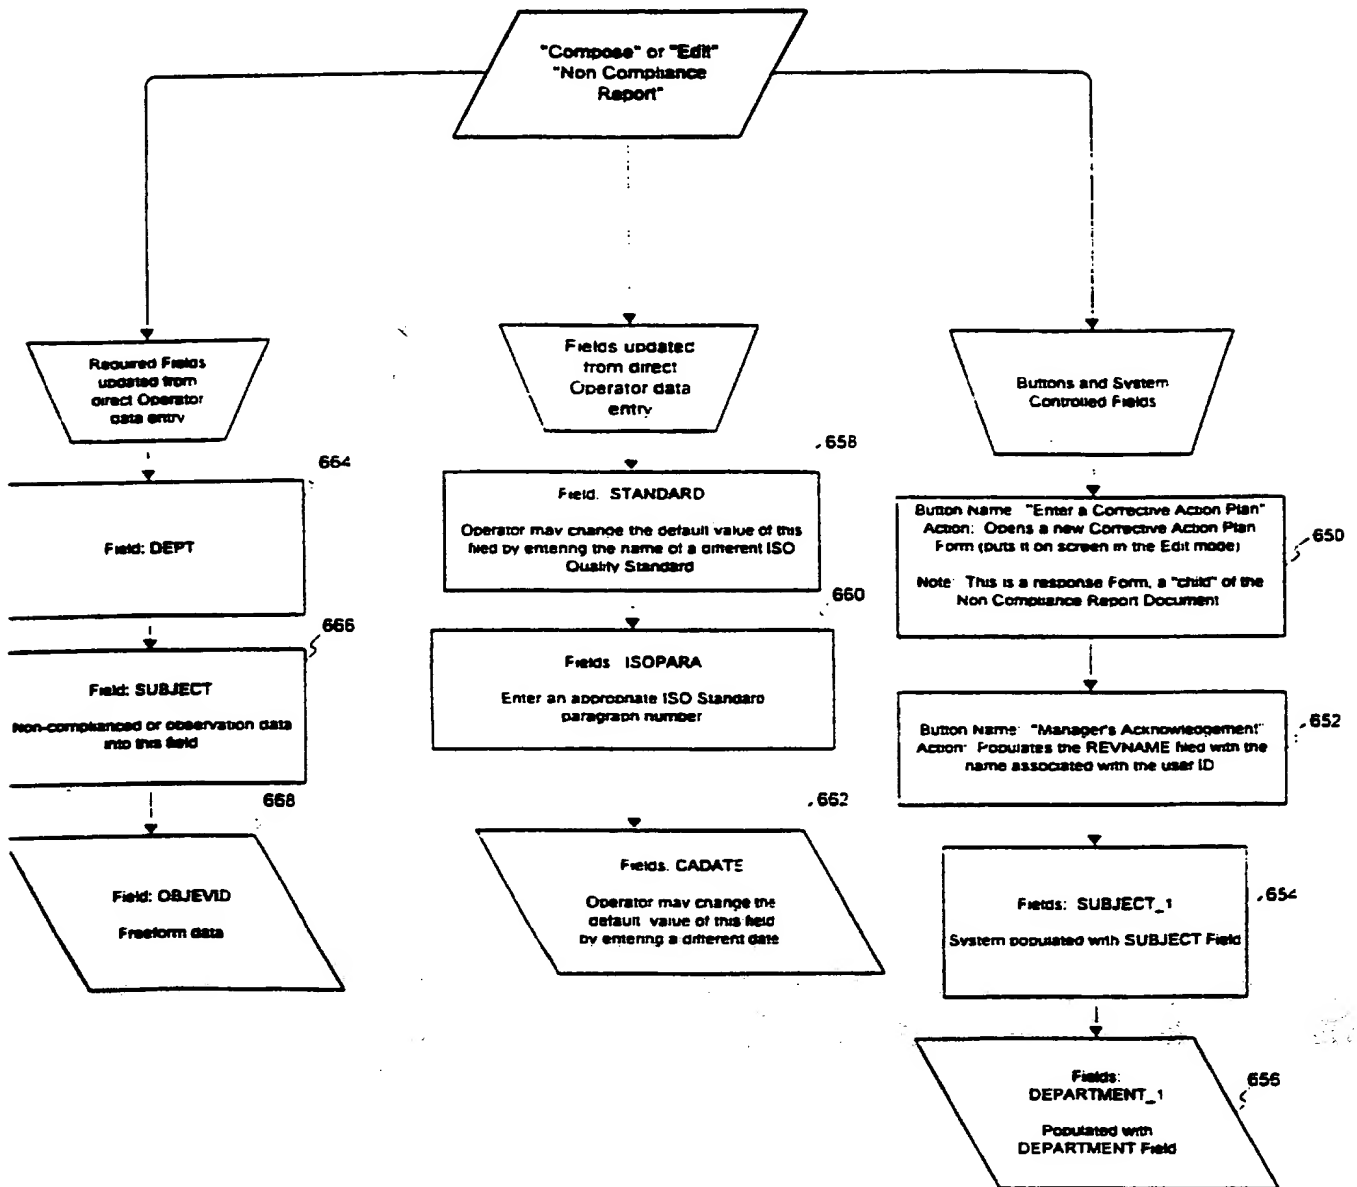 "Compose" or "Edit"
"Non Compliance
Report"
Required Fields
updated from
direct Operator
data entry
664
Field: DEPT
666
Field: SUBJECT
Non-complianced or observation data
into this field
668
Field: OBJEVID
Freeform data
Fields updated
from direct
Operator data
entry
658
Field: STANDARD
Operator may change the default value of this
filed by entering the name of a different ISO
Quality Standard
660
Fields ISOPARA
Enter an appropriate ISO Standard
paragraph number
662
Fields. CADATE
Operator may change the
default value of this field
by entering a different date
Buttons and System
Controlled Fields
Button Name: "Enter a Corrective Action Plan"
Action: Opens a new Corrective Action Plan
Form (puts it on screen in the Edit mode)
Note: This is a response Form, a "child" of the
Non Compliance Report Document
650
Button Name: "Manager's Acknowledgement"
Action: Populates the REVNAME filed with the
name associated with the user ID
652
Fields: SUBJECT_1
System populated with SUBJECT Field
654
Fields:
DEPARTMENT_1
Populated with
DEPARTMENT Field
656